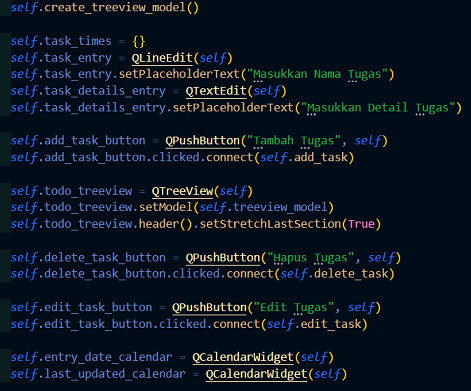 self.create_treeview_model()
self.task_times = {}
self.task_entry = QLineEdit(self)
self.task_entry.setPlaceholderText("Masukkan Nama Tugas")
self.task_details_entry = QTextEdit(self)
self.task_details_entry.setPlaceholderText("Masukkan Detail Tugas")
self.add_task_button = QPushButton("Tambah Tugas", self)
self.add_task_button.clicked.connect(self.add_task)
self.todo_treeview = QTreeView(self)
self.todo_treeview.setModel(self.treeview_model)
self.todo_treeview.header().setStretchLastSection(True)
self.delete_task_button = QPushButton("Hapus Tugas", self)
self.delete_task_button.clicked.connect(self.delete_task)
self.edit_task_button = QPushButton("Edit Tugas", self)
self.edit_task_button.clicked.connect(self.edit_task)
self.entry_date_calendar = QCalendarWidget(self)
self.last_updated_calendar = QCalendarWidget(self)